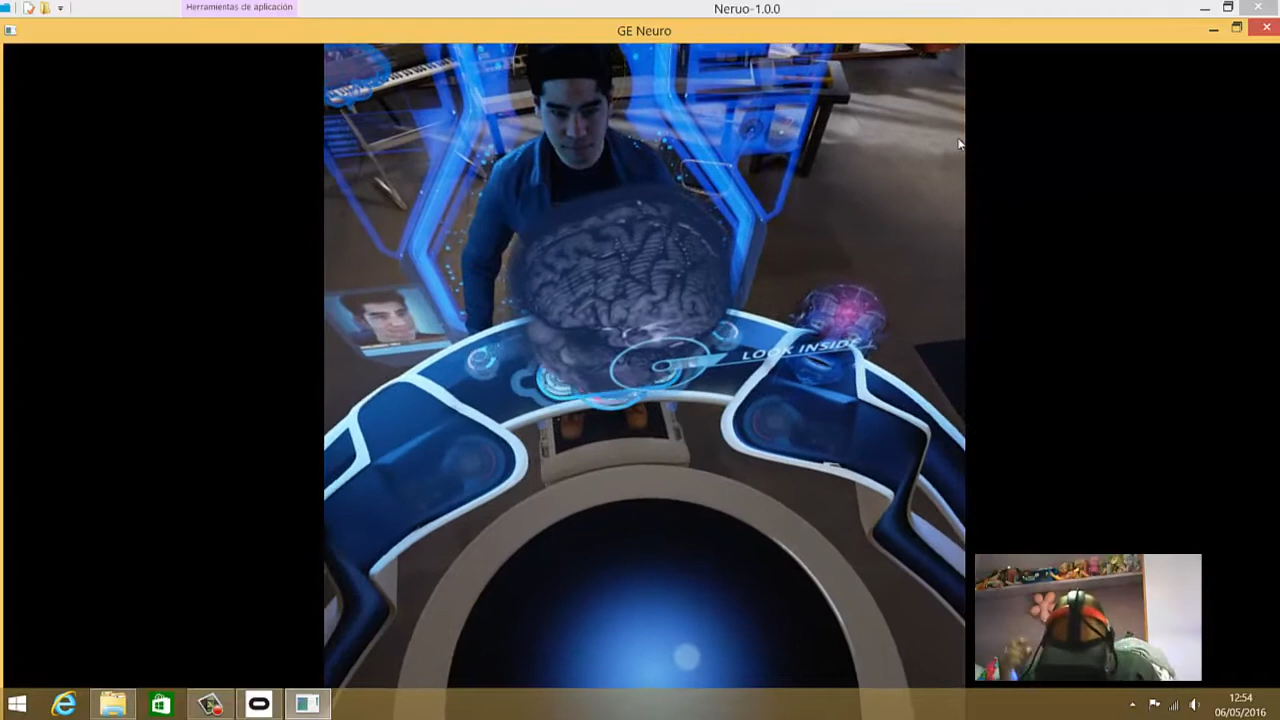 Herramientas de aplicación
Neruo-1.0.0
GE Neuro
LOOK INSIDE
12:54
06/05/2016